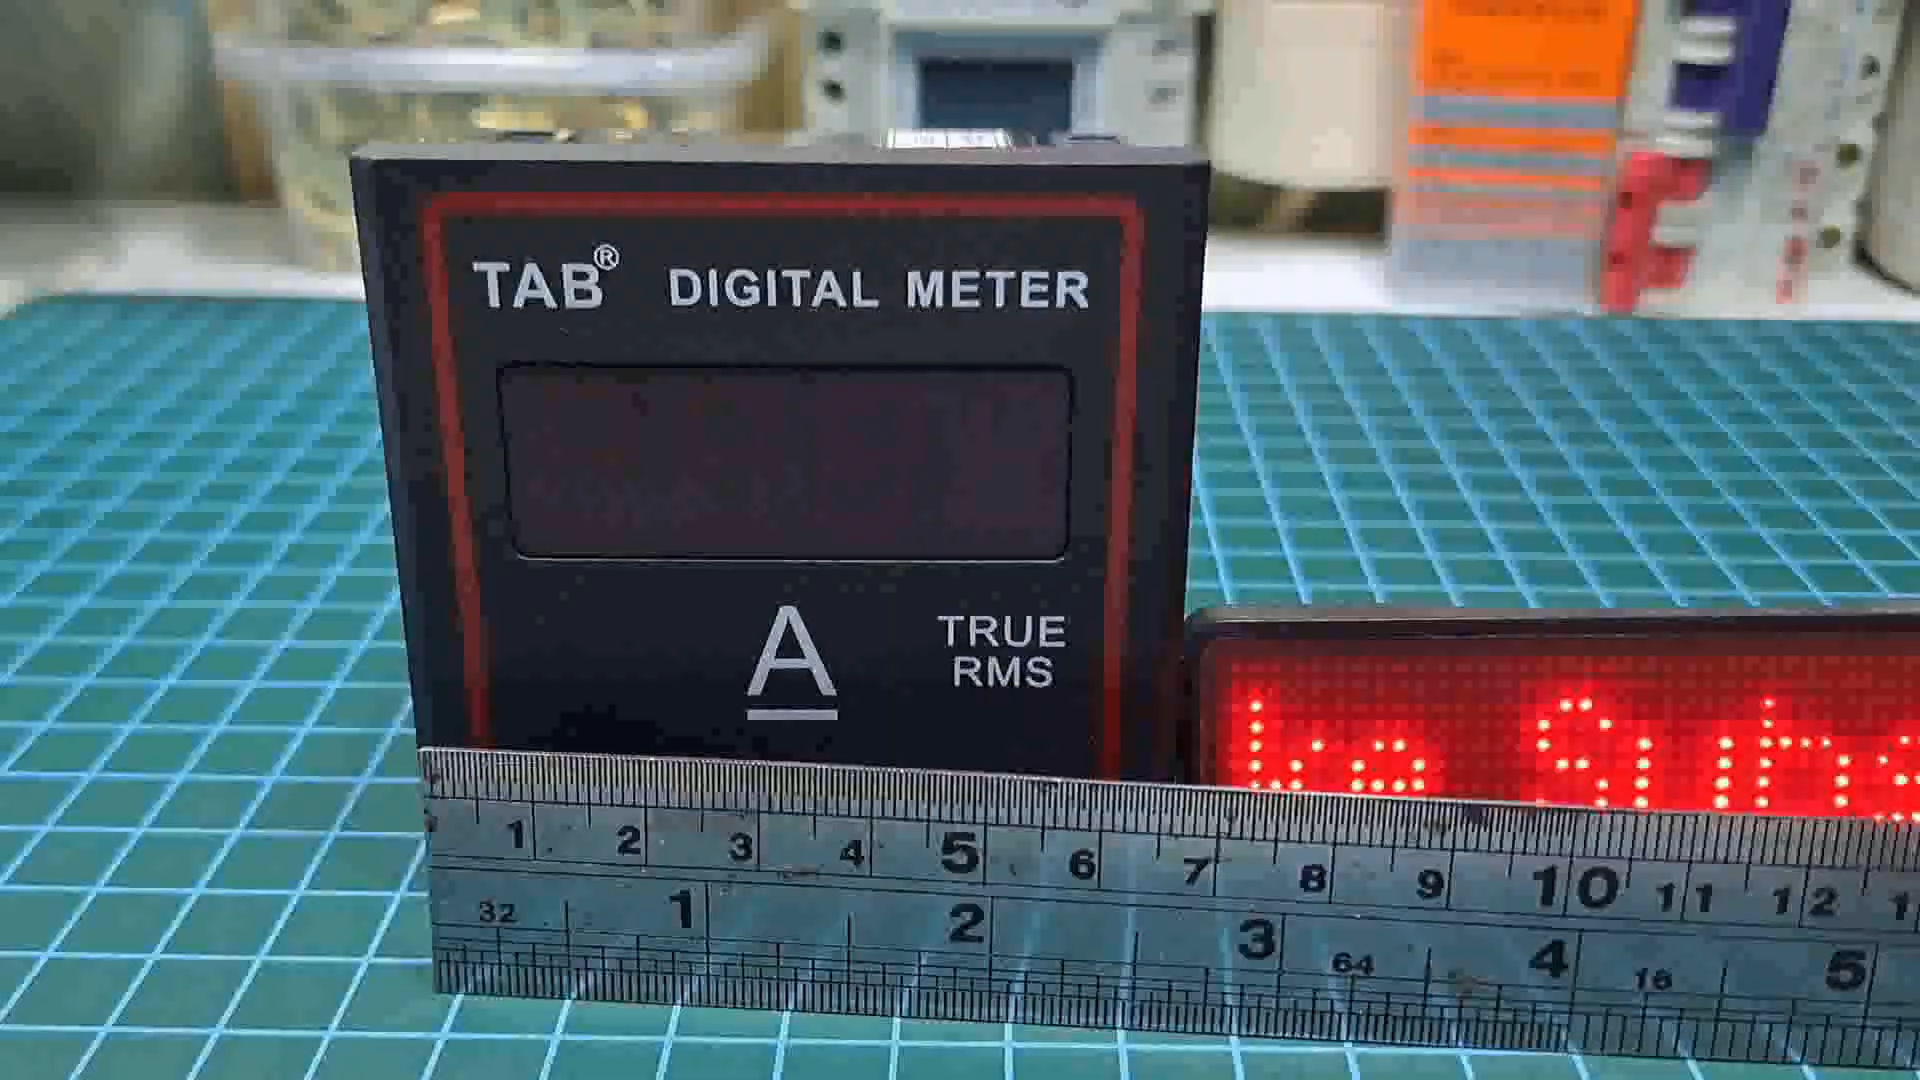 TAB® DIGITAL METER
A
TRUE
RMS
1 2 3 4 5 6 7 8 9 10 11 12
32 1 2 3 64 4 16 5